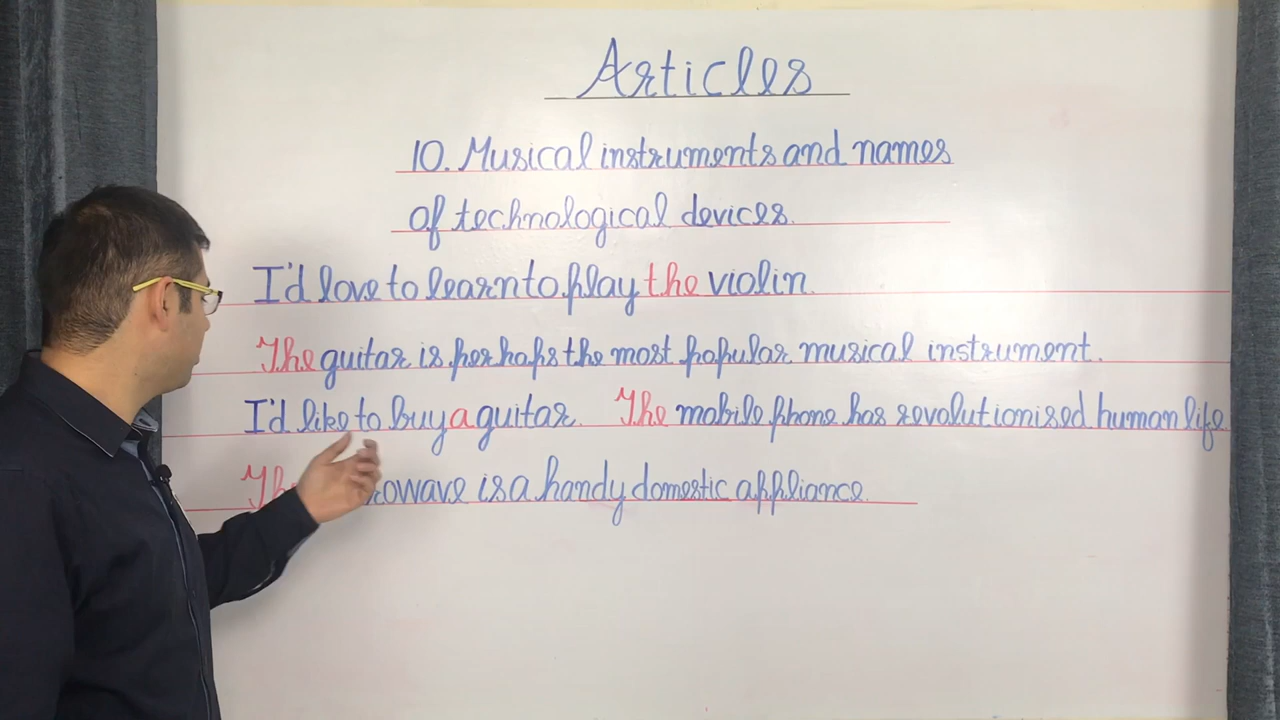 Articles
10. Musical instruments and names
of technological devices.
I'd love to learn to play the violin.
The guitar is perhaps the most popular musical instrument.
I'd like to buy a guitar. The mobile phone has revolutionised human life.
The rowave is a handy domestic appliance.